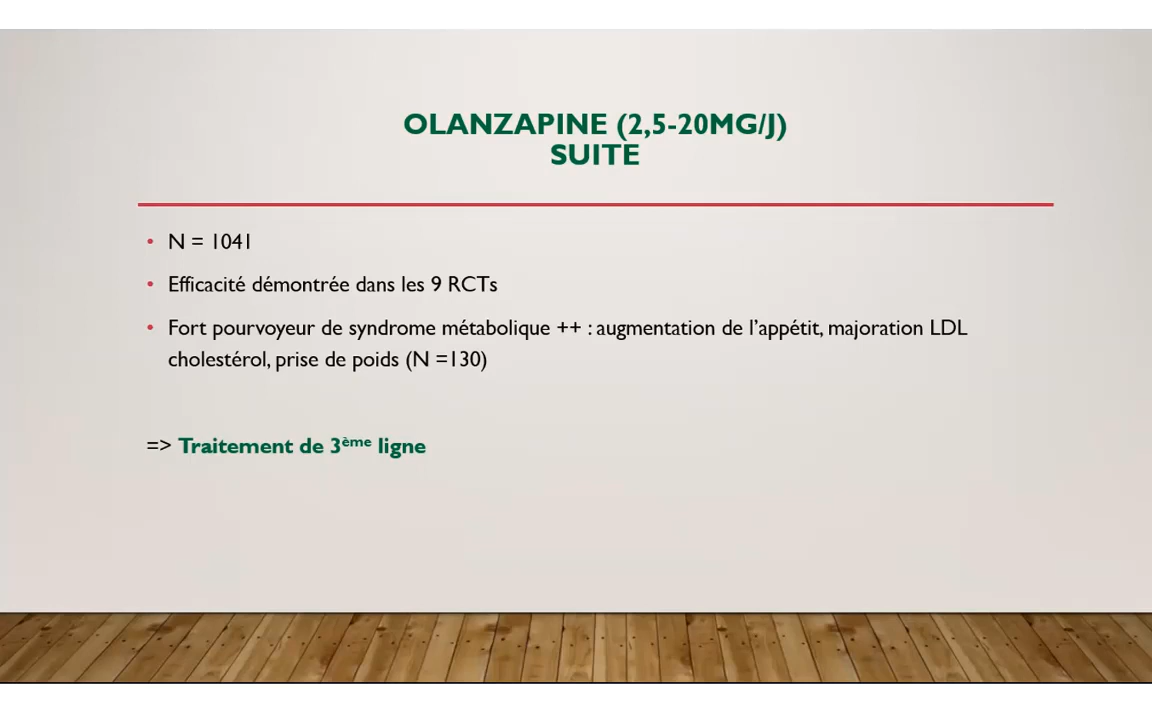 OLANZAPINE (2,5-20MG/J)
SUITE
• N = 1041
• Efficacité démontrée dans les 9 RCTs
• Fort pourvoyeur de syndrome métabolique ++ : augmentation de l’appétit, majoration LDL
cholestérol, prise de poids (N =130)
=> Traitement de 3ème ligne